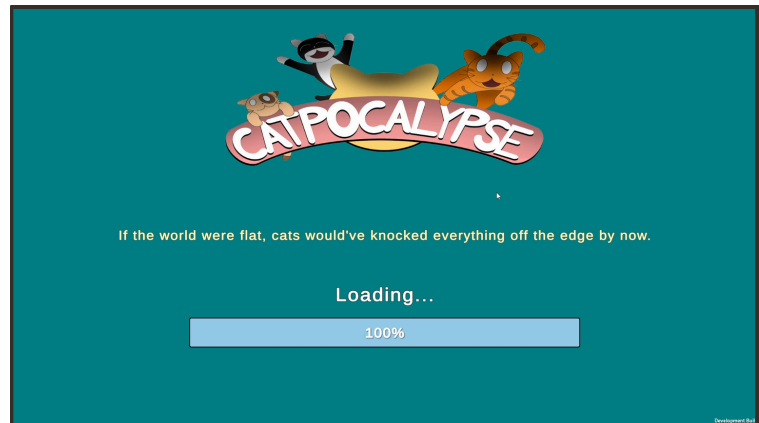 CATPOCALYPSE
If the world were flat, cats would've knocked everything off the edge by now.
Loading...
100%
Development Buil